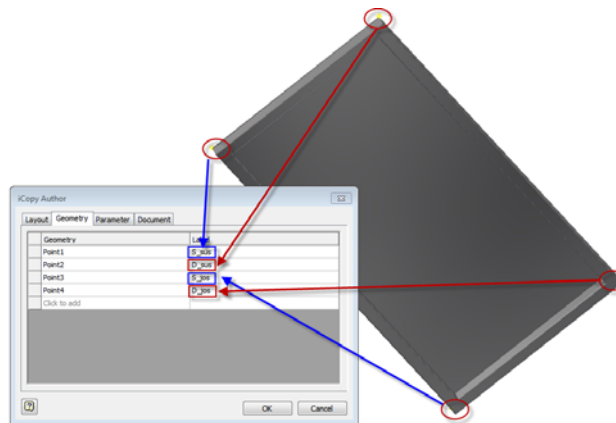 iCopy Author
Layout Geometry Parameter Document
Geometry
Point1 S_sus
Point2 D_sus
Point3 S_jos
Point4 D_jos
Click to add
OK Cancel